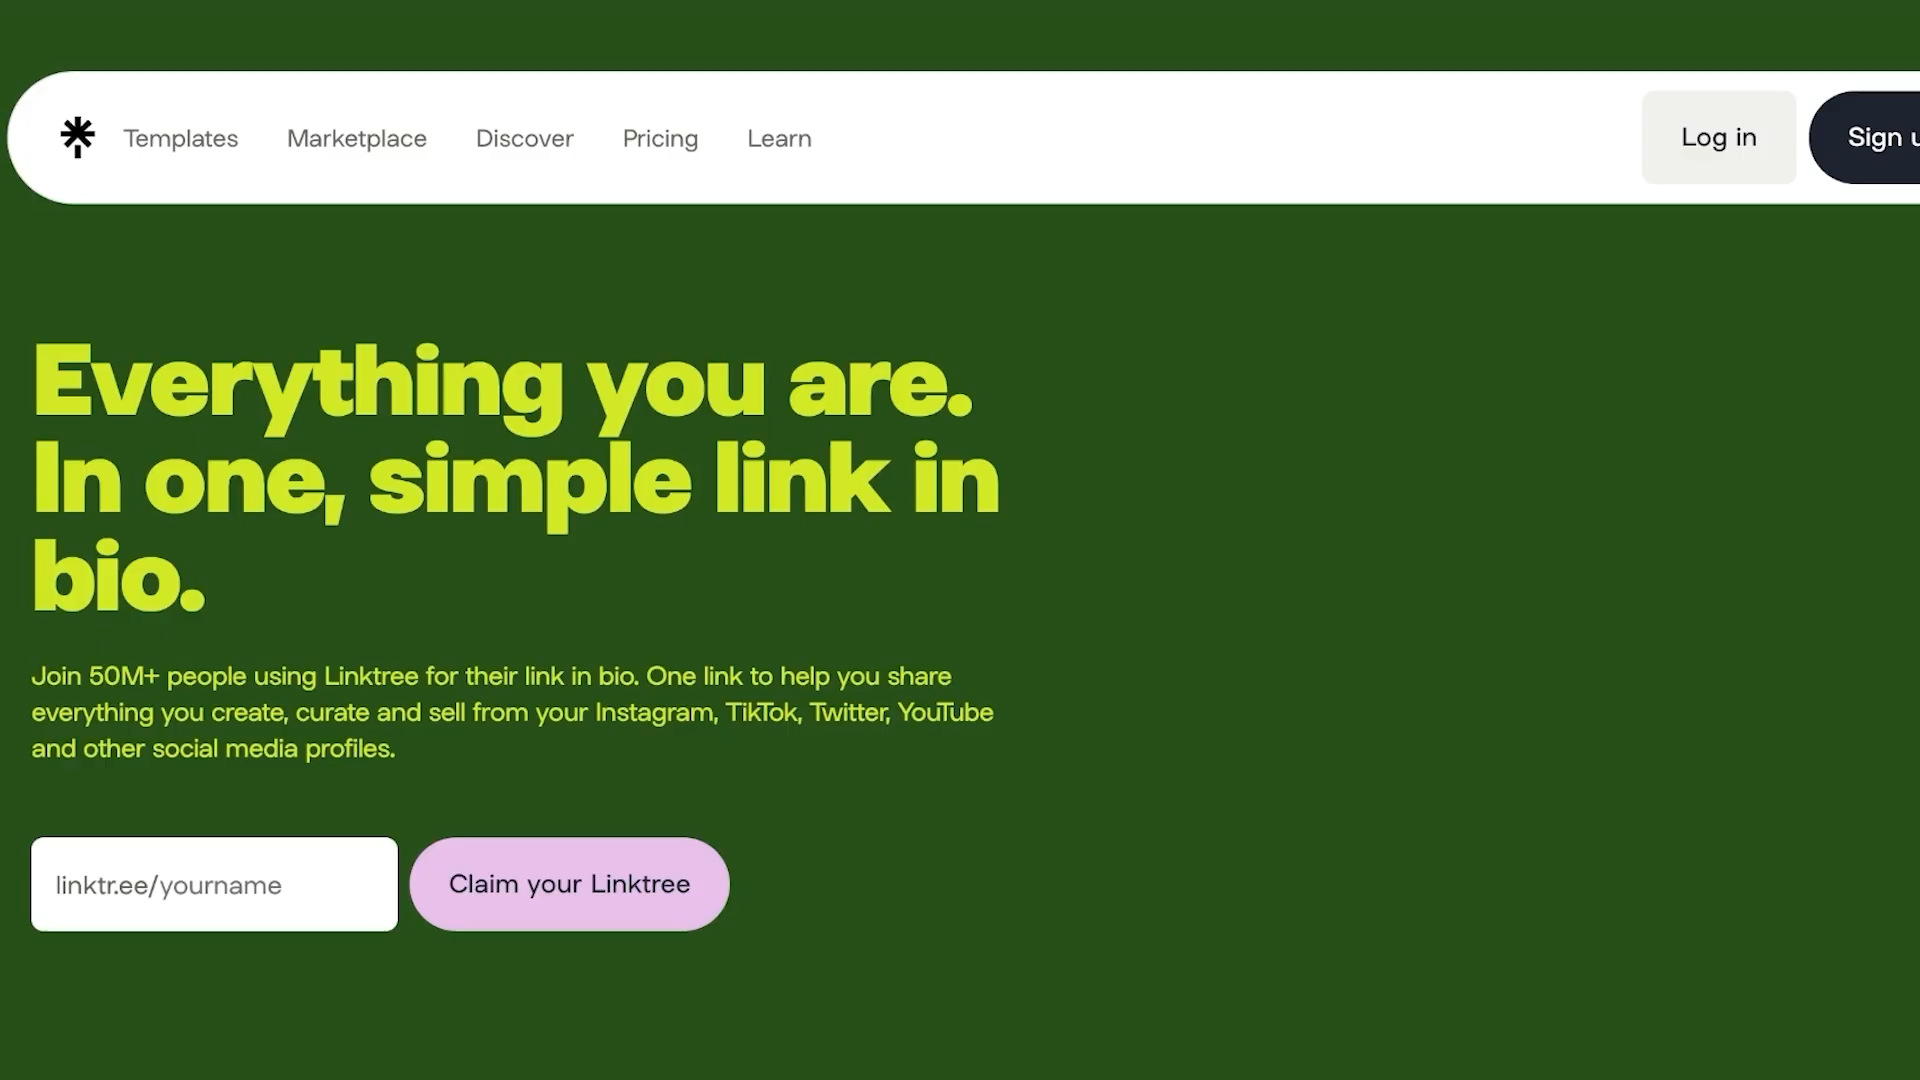 Templates Marketplace Discover Pricing Learn Log in Sign u
Everything you are.
In one, simple link in
bio.
Join 50M+ people using Linktree for their link in bio. One link to help you share
everything you create, curate and sell from your Instagram, TikTok, Twitter, YouTube
and other social media profiles.
linktr.ee/yourname Claim your Linktree